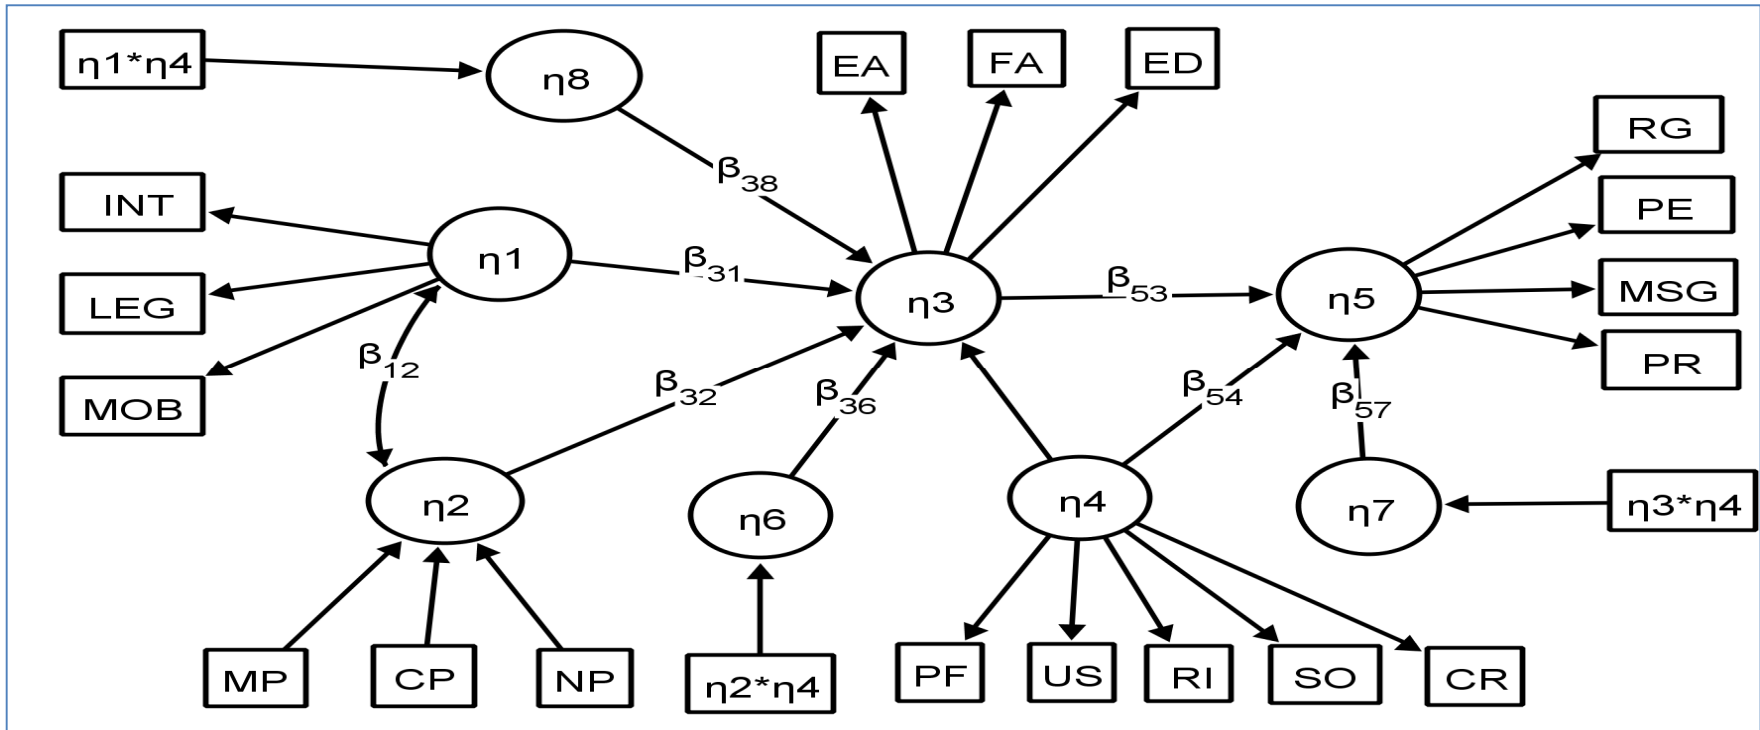 η1*η4
η8
EA
FA
ED
RG
β38
INT
PE
η1
β31
LEG
η3
β53
η5
MSG
β12
MOB
PR
β32
β36
β54
β57
η2
η6
η4
η7
η3*η4
MP
CP
NP
η2*η4
PF
US
RI
SO
CR